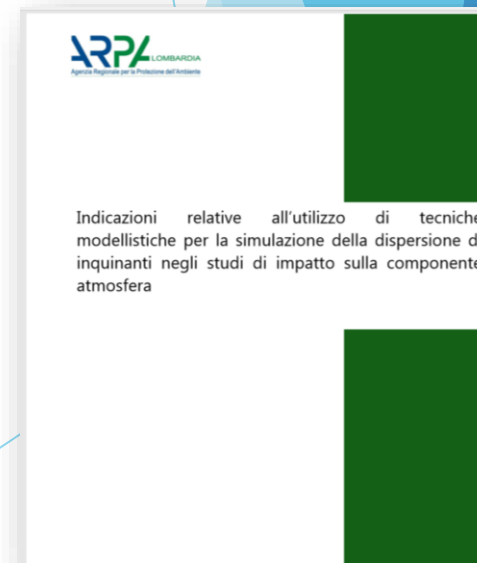 ARPA LOMBARDIA
Agenzia Regionale per la Protezione dell'Ambiente
Indicazioni relative all'utilizzo di tecniche
modellistiche per la simulazione della dispersione d
inquinanti negli studi di impatto sulla componente
atmosfera